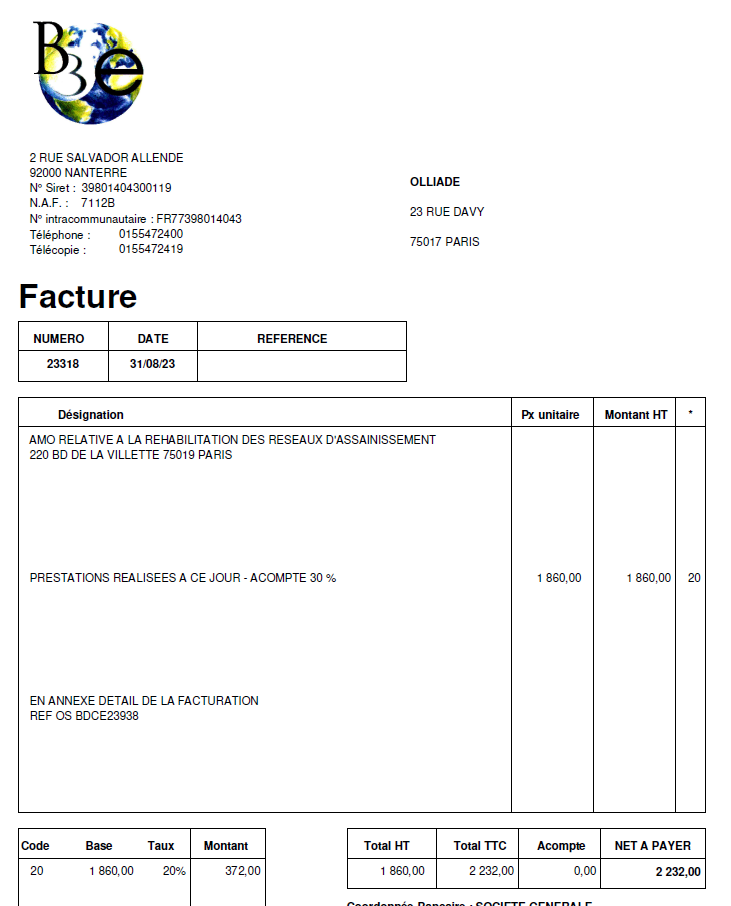 B3e
2 RUE SALVADOR ALLENDE
92000 NANTERRE
N° Siret : 39801404300119
N.A.F. : 7112B
N° intracommunautaire : FR77398014043
Téléphone : 0155472400
Télécopie : 0155472419
OLLIADE
23 RUE DAVY
75017 PARIS
Facture
NUMERO DATE REFERENCE
23318 31/08/23
Désignation Px unitaire Montant HT *
AMO RELATIVE A LA REHABILITATION DES RESEAUX D'ASSAINISSEMENT
220 BD DE LA VILLETTE 75019 PARIS
PRESTATIONS REALISEES A CE JOUR - ACOMPTE 30 % 1 860,00 1 860,00 20
EN ANNEXE DETAIL DE LA FACTURATION
REF OS BDCE23938
Code Base Taux Montant
20 1 860,00 20% 372,00
Total HT Total TTC Acompte NET A PAYER
1 860,00 2 232,00 0,00 2 232,00
Coordonnée Bancaire : SOCIETE GENERALE